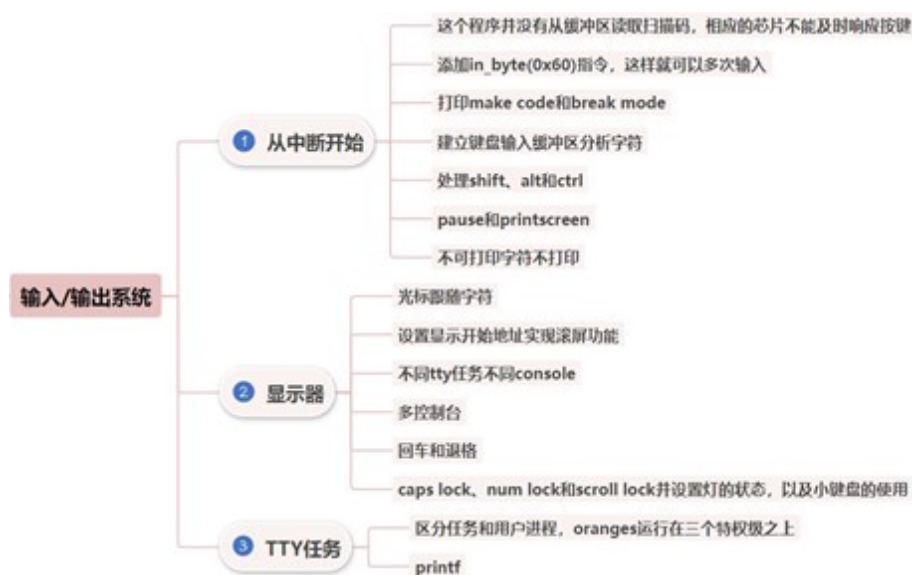 输入/输出系统
1 从中断开始
这个程序并没有从缓冲区读取扫描码，相应的芯片不能及时响应按键
添加in_byte(0x60)指令，这样就可以多次输入
打印make code和break mode
建立键盘输入缓冲区分析字符
处理shift、alt和ctrl
pause和printscreen
不可打印字符不打印
2 显示器
光标跟随字符
设置显示开始地址实现滚屏功能
不同tty任务不同console
多控制台
回车和退格
caps lock、num lock和scroll lock并设置灯的状态，以及小键盘的使用
3 TTY任务
区分任务和用户进程，oranges运行在三个特权级之上
printf